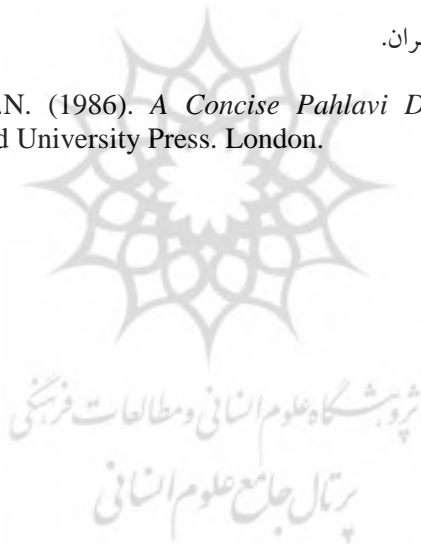 ران.
.N. (1986). A Concise Pahlavi D
d University Press. London.
پژوهشگاه علوم انسانی و مطالعات فرهنگی
پرتال جامع علوم انسانی